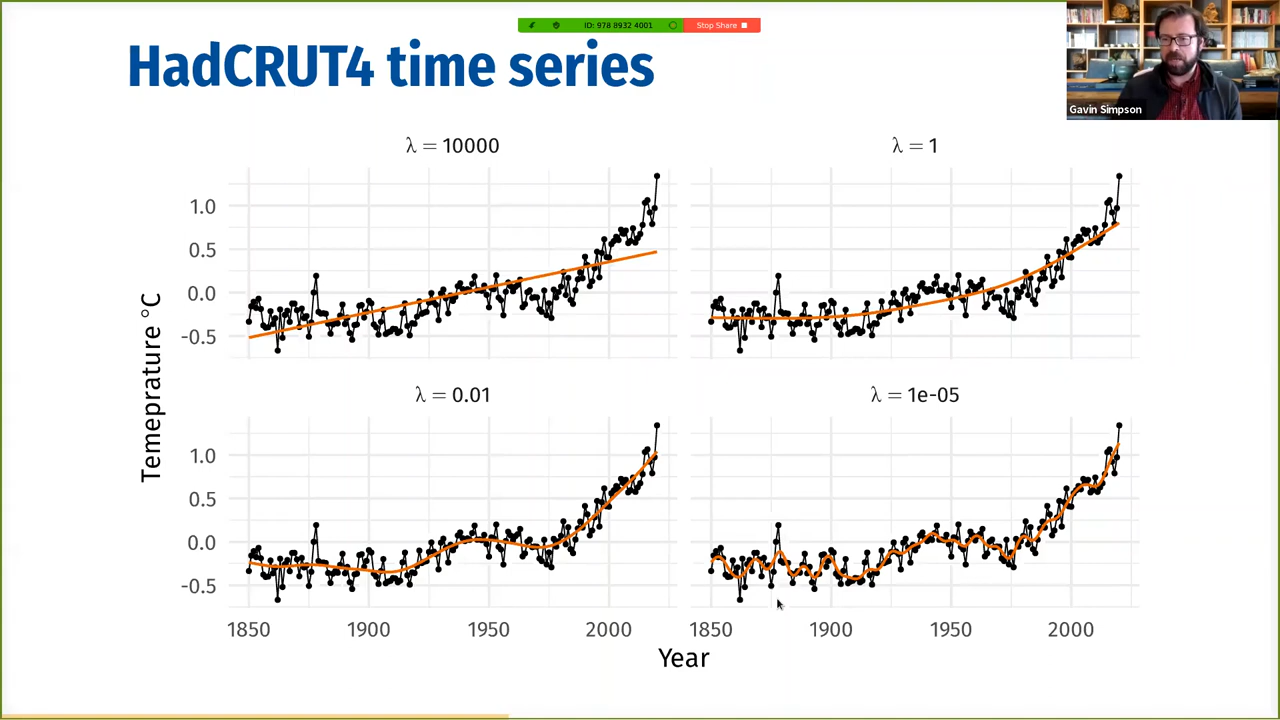 ID: 978 8932 4001
Stop Share
HadCRUT4 time series
Gavin Simpson
λ = 10000
λ = 1
1.0
0.5
0.0
-0.5
λ = 0.01
λ = 1e-05
1.0
0.5
0.0
-0.5
Temeprature °C
1850 1900 1950 2000
1850 1900 1950 2000
Year